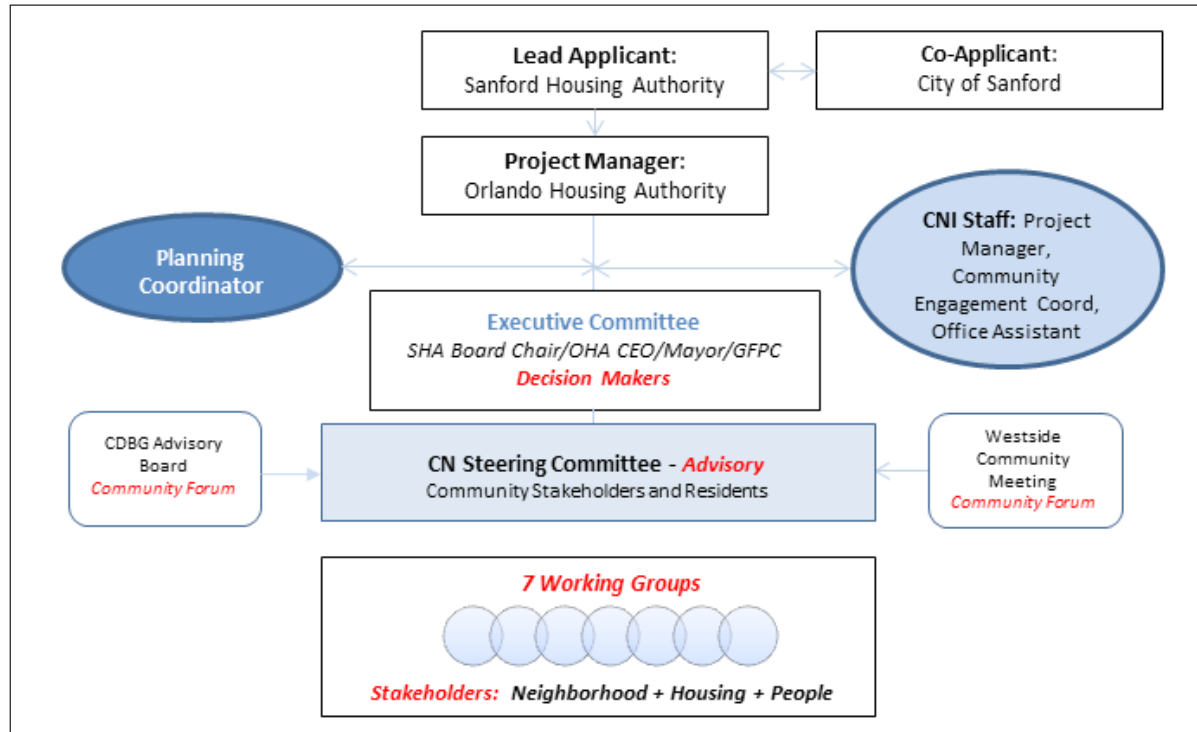 Lead Applicant:
Sanford Housing Authority
Co-Applicant:
City of Sanford
Project Manager:
Orlando Housing Authority
Planning
Coordinator
CNI Staff: Project
Manager,
Community
Engagement Coord,
Office Assistant
Executive Committee
SHA Board Chair/OHA CEO/Mayor/GFPC
Decision Makers
CDBG Advisory
Board
Community Forum
CN Steering Committee - Advisory
Community Stakeholders and Residents
Westside
Community
Meeting
Community Forum
7 Working Groups
Stakeholders: Neighborhood + Housing + People